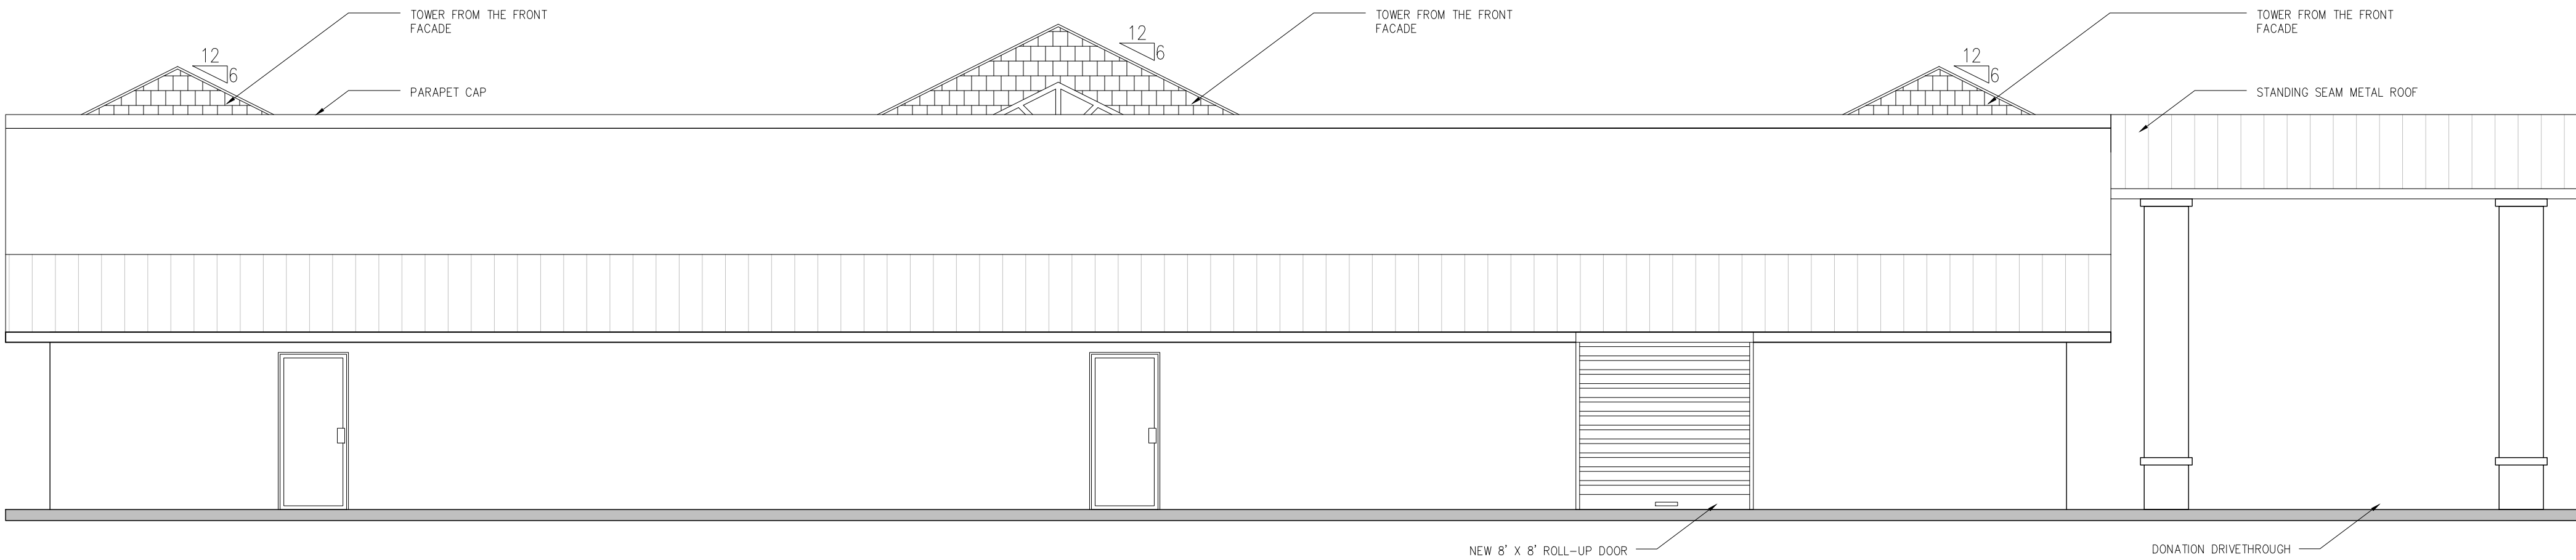 TOWER FROM THE FRONT
FACADE
TOWER FROM THE FRONT
FACADE
TOWER FROM THE FRONT
FACADE
12
6
12
6
12
6
PARAPET CAP
STANDING SEAM METAL ROOF
NEW 8' X 8' ROLL-UP DOOR
DONATION DRIVETHROUGH